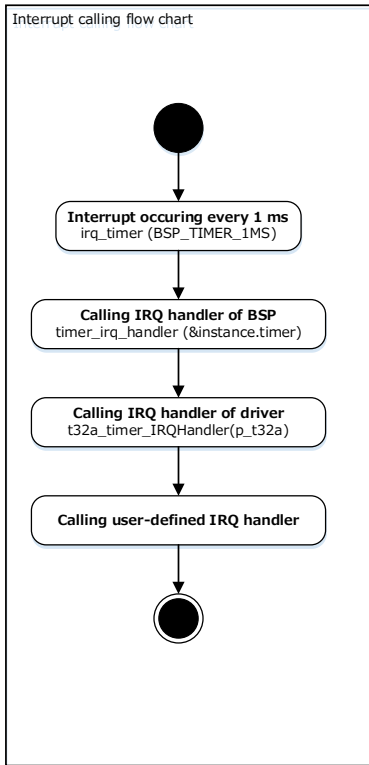 Interrupt calling flow chart
Interrupt occuring every 1 ms
irq_timer (BSP_TIMER_1MS)
Calling IRQ handler of BSP
timer_irq_handler (&instance.timer)
Calling IRQ handler of driver
t32a_timer_IRQHandler(p_t32a)
Calling user-defined IRQ handler